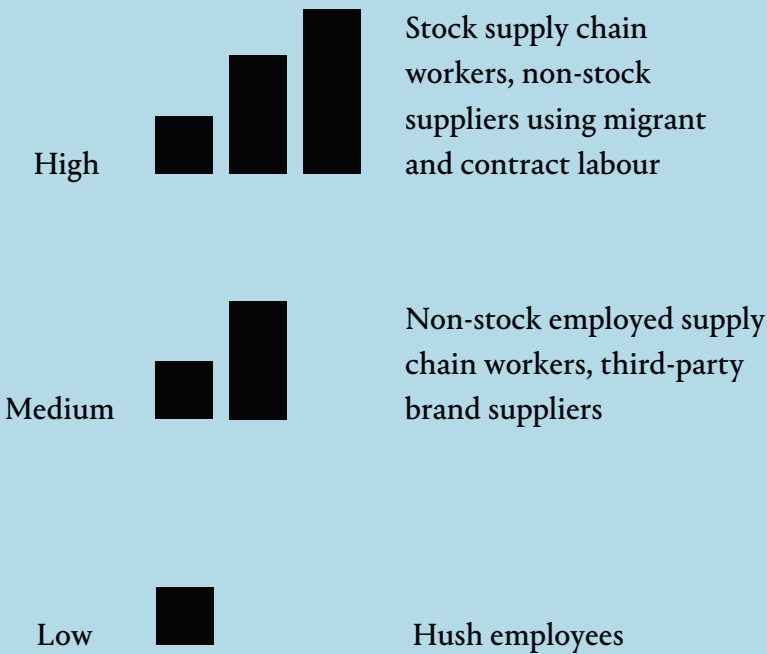 High
Stock supply chain
workers, non-stock
suppliers using migrant
and contract labour
Medium
Non-stock employed supply
chain workers, third-party
brand suppliers
Low
Hush employees